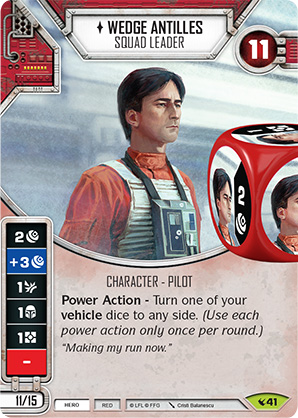 WEDGE ANTILLES
SQUAD LEADER
11
2
2
+3
1
1
1
-
CHARACTER - PILOT
Power Action - Turn one of your
vehicle dice to any side. (Use each
power action only once per round.)
"Making my run now."
11/15
HERO
RED
© LFL © FFG
Cristi Balanescu
41